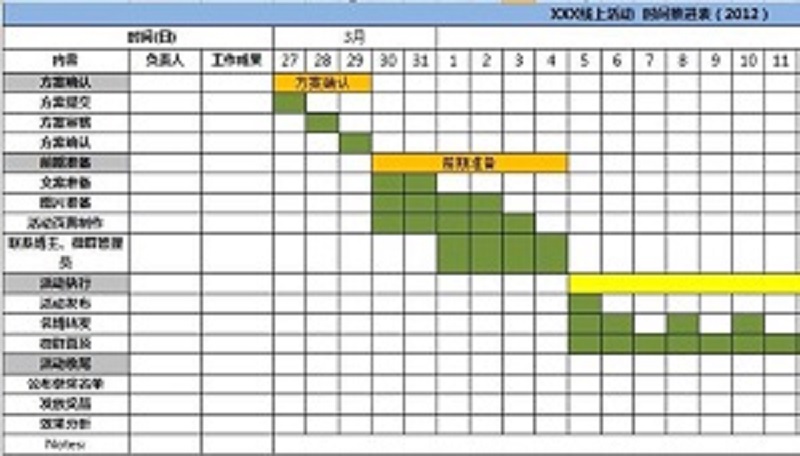 XXX线上活动 时间推进表（2012）
时间(日) 3月
内容 负责人 工作成果 27 28 29 30 31 1 2 3 4 5 6 7 8 9 10 11
方案确认 方案确认
方案提交
方案审核
方案确认
前期准备 前期准备
文案准备
图片准备
活动页面制作
联系博主、微群管理
员
活动执行
活动发布
名博转发
微群直发
活动收尾
公布获奖名单
发放奖品
效果分析
Notes: